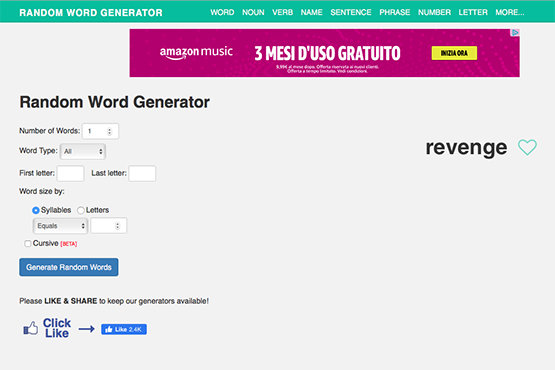 RANDOM WORD GENERATOR
WORD NOUN VERB NAME SENTENCE PHRASE NUMBER LETTER MORE...
amazon music
3 MESI D'USO GRATUITO
9,99€ al mese dopo. Offerta riservata ai nuovi clienti.
Offerta a tempo limitato. Vedi condizioni.
INIZIA ORA
Random Word Generator
Number of Words: 1
Word Type: All
First letter: Last letter:
Word size by:
Syllables Letters
Equals
Cursive [BETA]
Generate Random Words
revenge
Please LIKE & SHARE to keep our generators available!
Click
Like
Like 2.4K